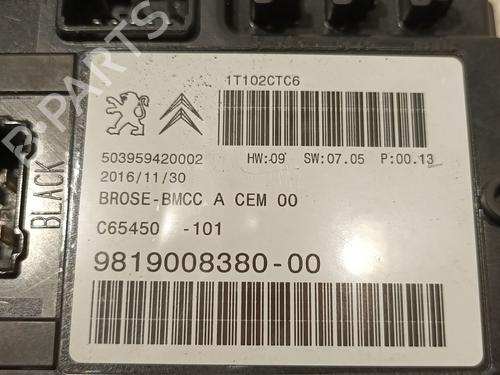 1T102CTC6
503959420002 HW:09 SW:07.05 P:00.13
2016/11/30
BROSE-BMCC A CEM 00
C65450 -101
9819008380-00
BLACK
B PARTS